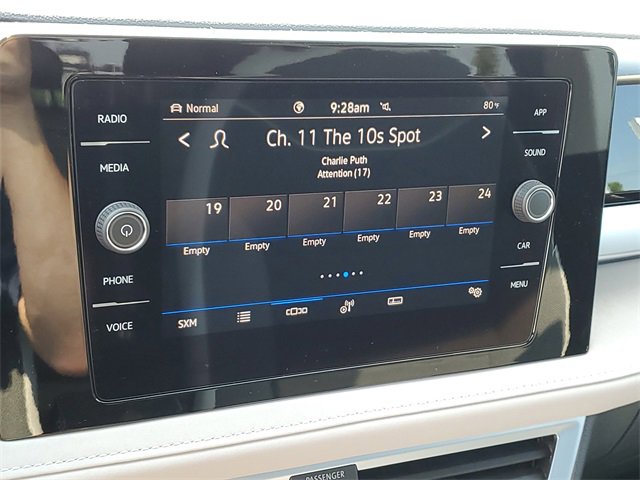 Normal 9:28am 80°F
RADIO
APP
< Ch. 11 The 10s Spot >
MEDIA
SOUND
Charlie Puth
Attention (17)
19 20 21 22 23 24
Empty Empty Empty Empty Empty Empty
CAR
PHONE
MENU
VOICE
SXM
PASSENGER